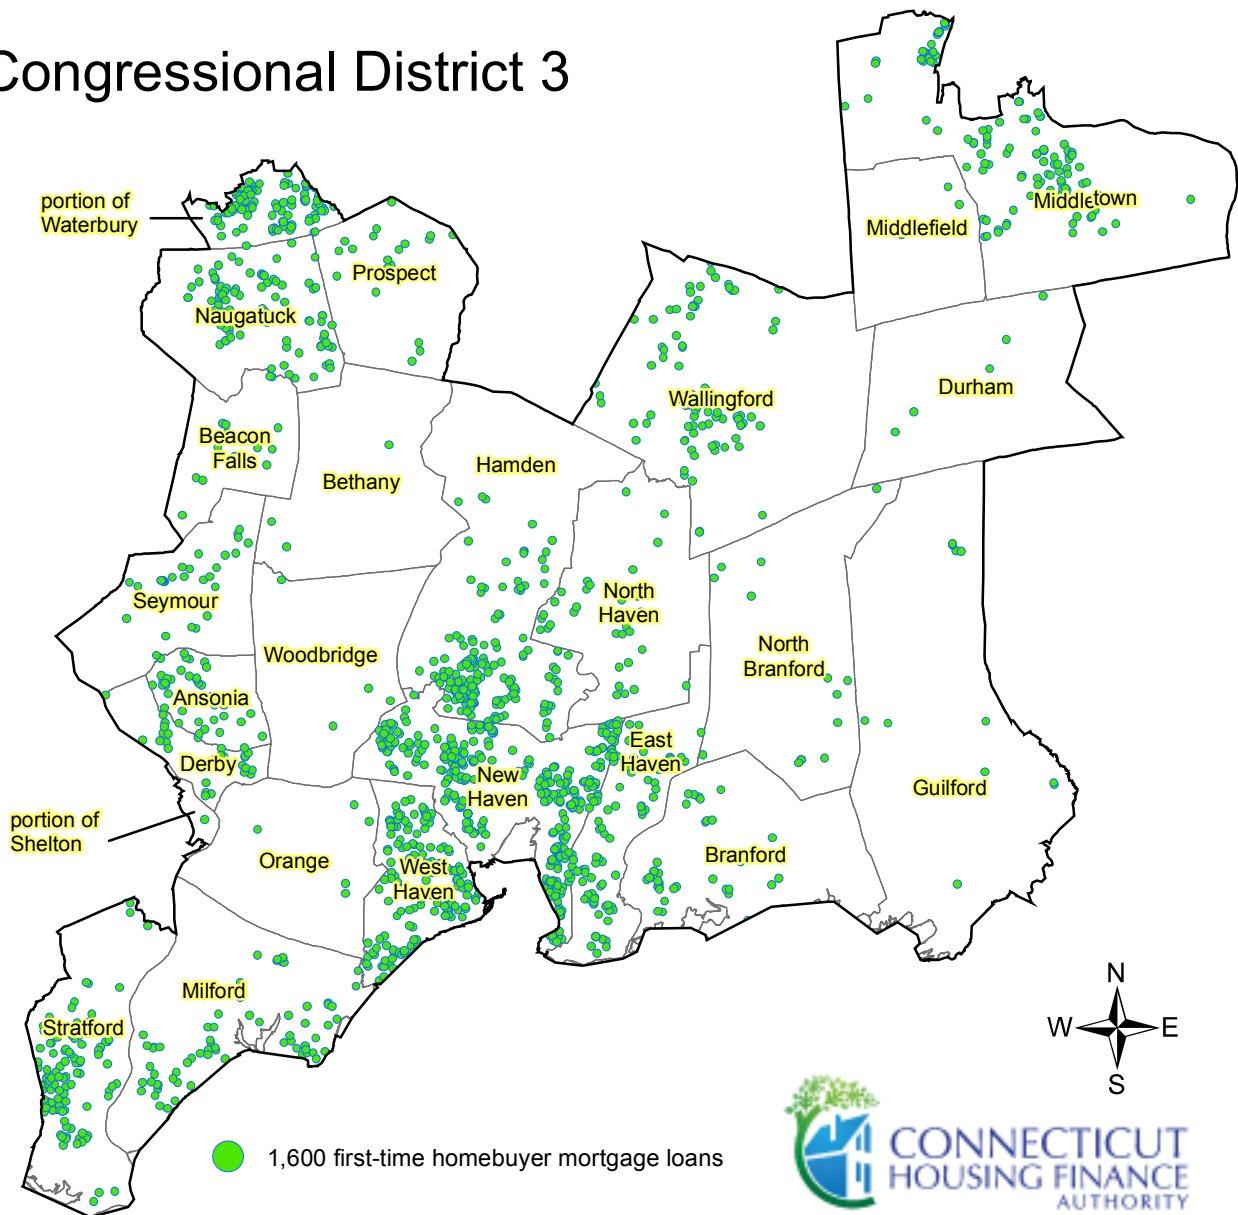 Congressional District 3
portion of
Waterbury
Prospect
Naugatuck
Middletown
Middlefield
Durham
Wallingford
Beacon
Falls
Bethany
Hamden
Seymour
North
Haven
Woodbridge
North
Branford
Ansonia
Derby
East
Haven
New
Haven
Guilford
portion of
Shelton
Orange
West
Haven
Branford
Milford
Stratford
N
W
E
S
1,600 first-time homebuyer mortgage loans
CONNECTICUT
HOUSING FINANCE
AUTHORITY